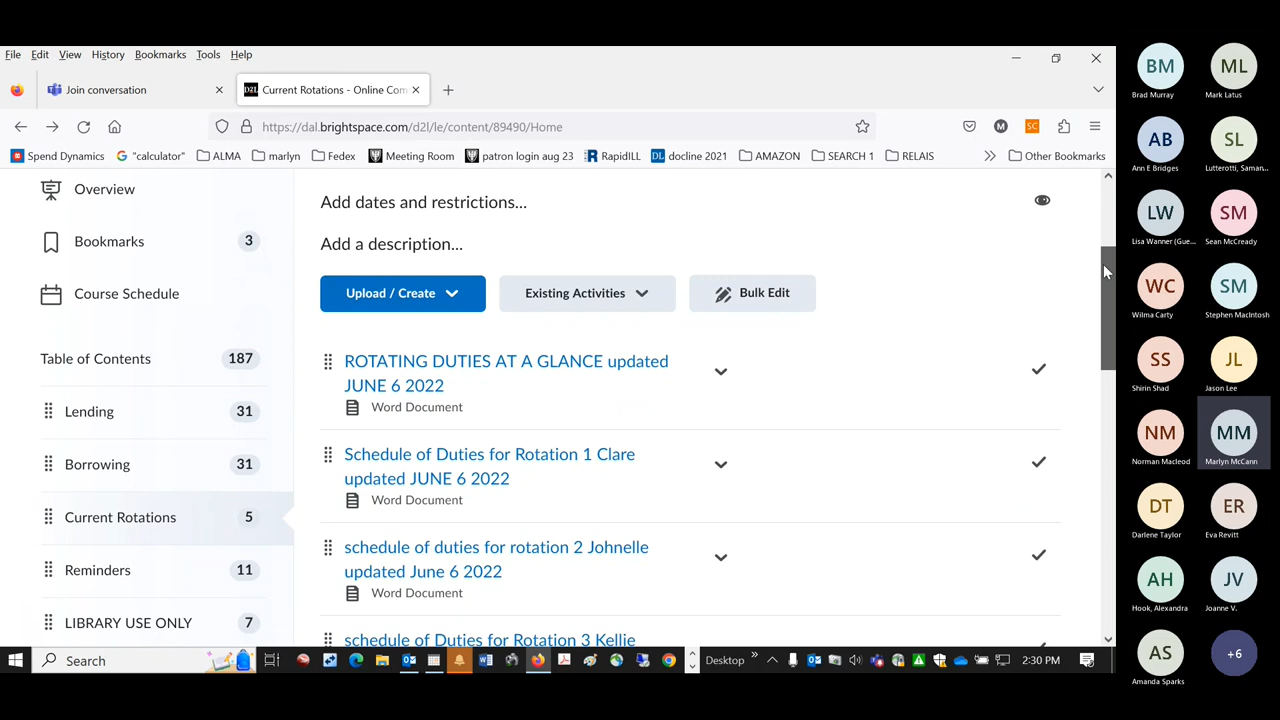 File Edit View History Bookmarks Tools Help
Join conversation
D2L Current Rotations - Online Com
https://dal.brightspace.com/d2l/le/content/89490/Home
M SC
Spend Dynamics "calculator" ALMA marlyn Fedex Meeting Room patron login aug 23 RapidILL DL docline 2021 AMAZON SEARCH 1 RELAIS Other Bookmarks
Overview
Bookmarks 3
Course Schedule
Table of Contents 187
Lending 31
Borrowing 31
Current Rotations 5
Reminders 11
LIBRARY USE ONLY 7
Add dates and restrictions...
Add a description...
Upload / Create Existing Activities Bulk Edit
ROTATING DUTIES AT A GLANCE updated
JUNE 6 2022
Word Document
Schedule of Duties for Rotation 1 Clare
updated JUNE 6 2022
Word Document
schedule of duties for rotation 2 Johnelle
updated June 6 2022
Word Document
schedule of Duties for Rotation 3 Kellie
Search Desktop 2:30 PM
BM ML
Brad Murray Mark Latus
AB SL
Ann E Bridges Lutterotti, Saman...
LW SM
Lisa Wanner (Gue... Sean McCready
WC SM
Wilma Carty Stephen MacIntosh
SS JL
Shirin Shad Jason Lee
NM MM
Norman Macleod Marlyn McCann
DT ER
Darlene Taylor Eva Revitt
AH JV
Hook, Alexandra Joanne V.
AS +6
Amanda Sparks